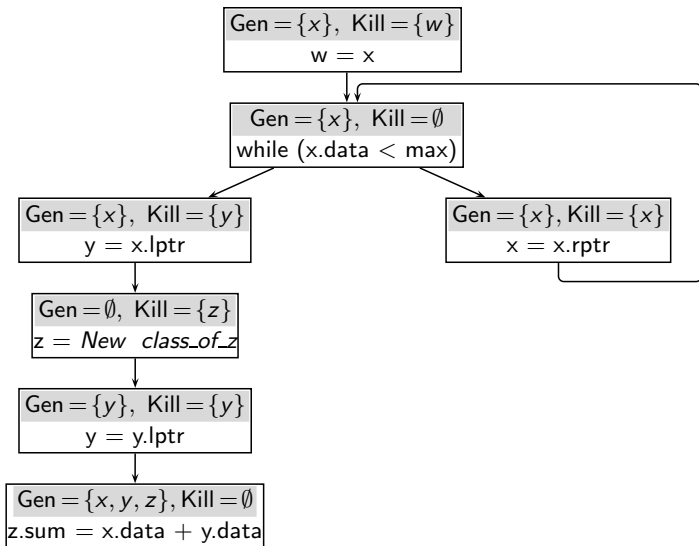 Gen = {x}, Kill = {w}
w = x
Gen = {x}, Kill = ∅
while (x.data < max)
Gen = {x}, Kill = {y}
y = x.lptr
Gen = {x}, Kill = {x}
x = x.rptr
Gen = ∅, Kill = {z}
z = New class_of_z
Gen = {y}, Kill = {y}
y = y.lptr
Gen = {x, y, z}, Kill = ∅
z.sum = x.data + y.data